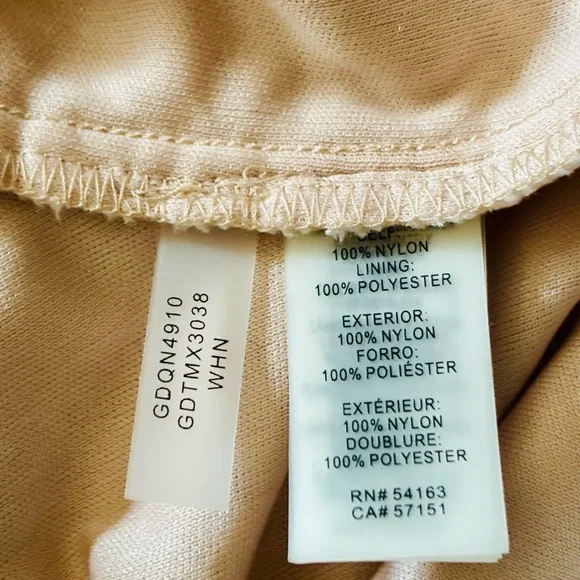 GDQN4910
GDTMX3038
WHN
SELF:
100% NYLON
LINING:
100% POLYESTER
EXTERIOR:
100% NYLON
FORRO:
100% POLIÉSTER
EXTÉRIEUR:
100% NYLON
DOUBLURE:
100% POLYESTER
RN# 54163
CA# 57151